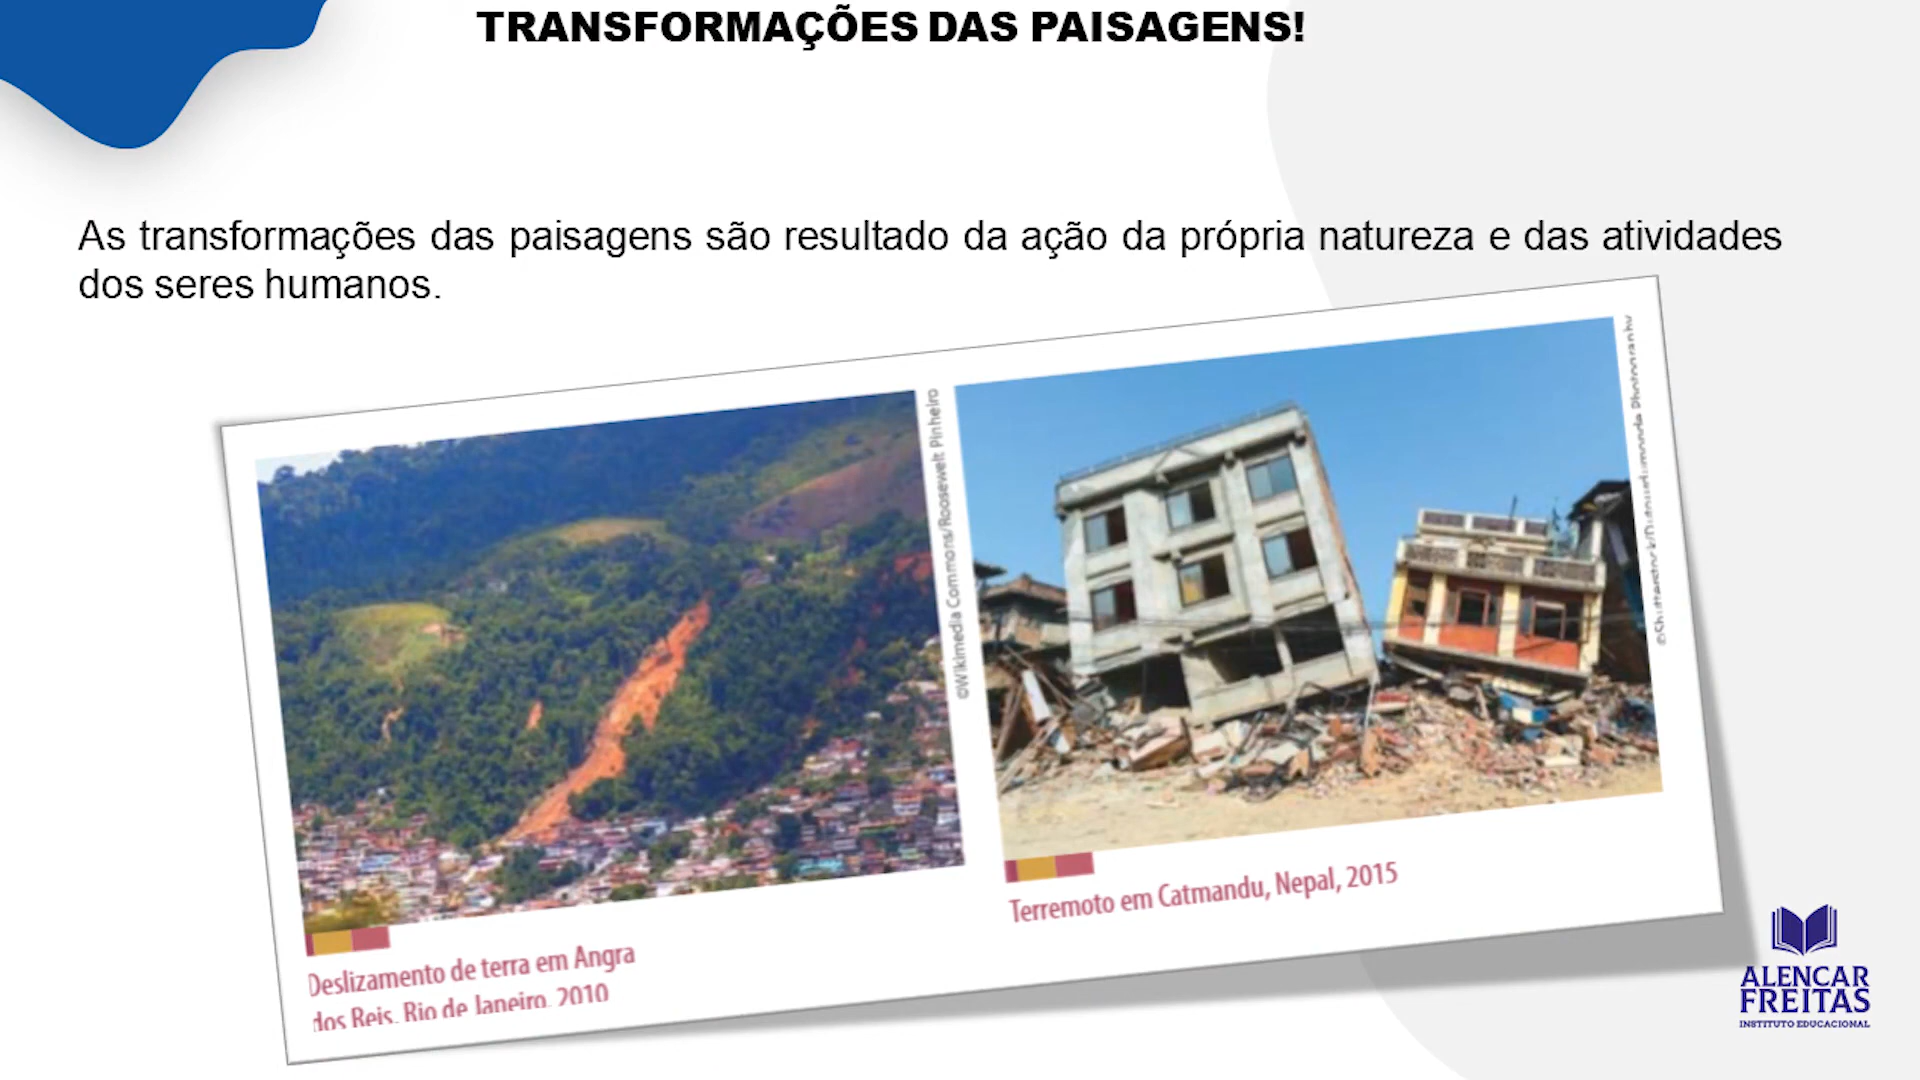 TRANSFORMAÇÕES DAS PAISAGENS!
As transformações das paisagens são resultado da ação da própria natureza e das atividades
dos seres humanos.
©Wikimedia Commons/Roosewelt Pinheiro
Deslizamento de terra em Angra
dos Reis, Rio de Janeiro, 2010
Terremoto em Catmandu, Nepal, 2015
ALENCAR
FREITAS
INSTITUTO EDUCACIONAL